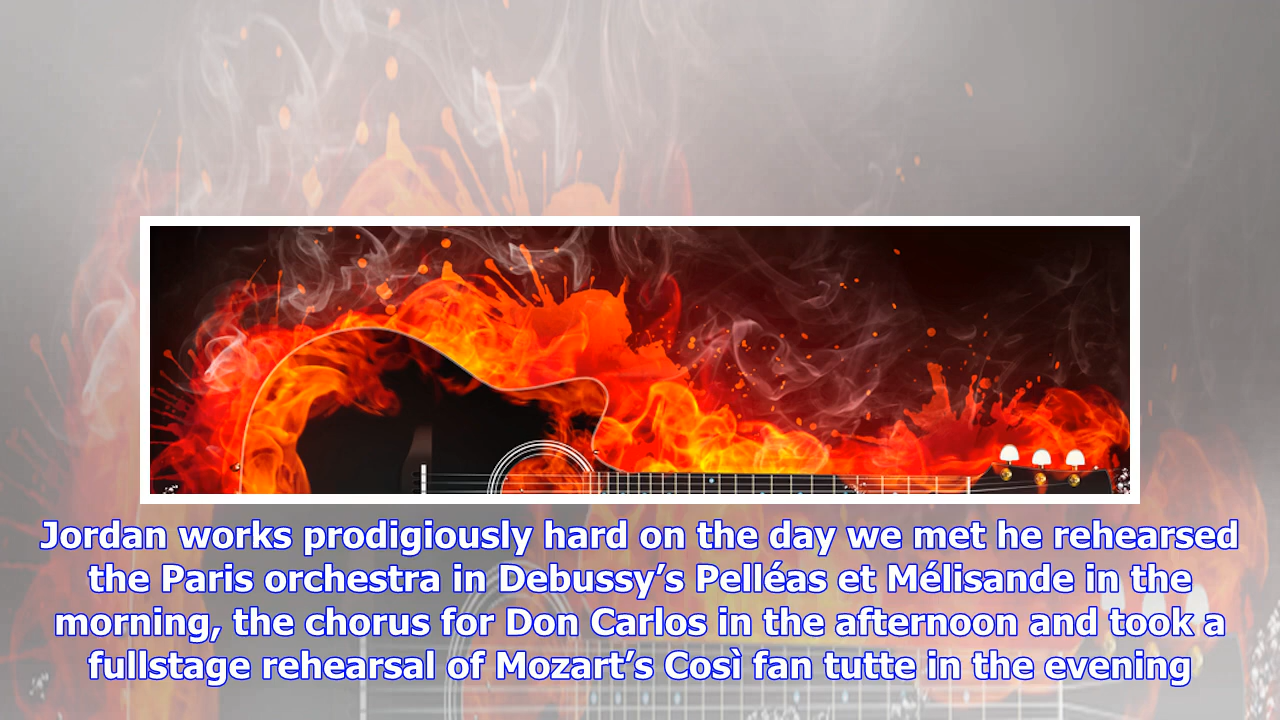 Jordan works prodigiously hard on the day we met he rehearsed
the Paris orchestra in Debussy’s Pelléas et Mélisande in the
morning, the chorus for Don Carlos in the afternoon and took a
fullstage rehearsal of Mozart’s Così fan tutte in the evening